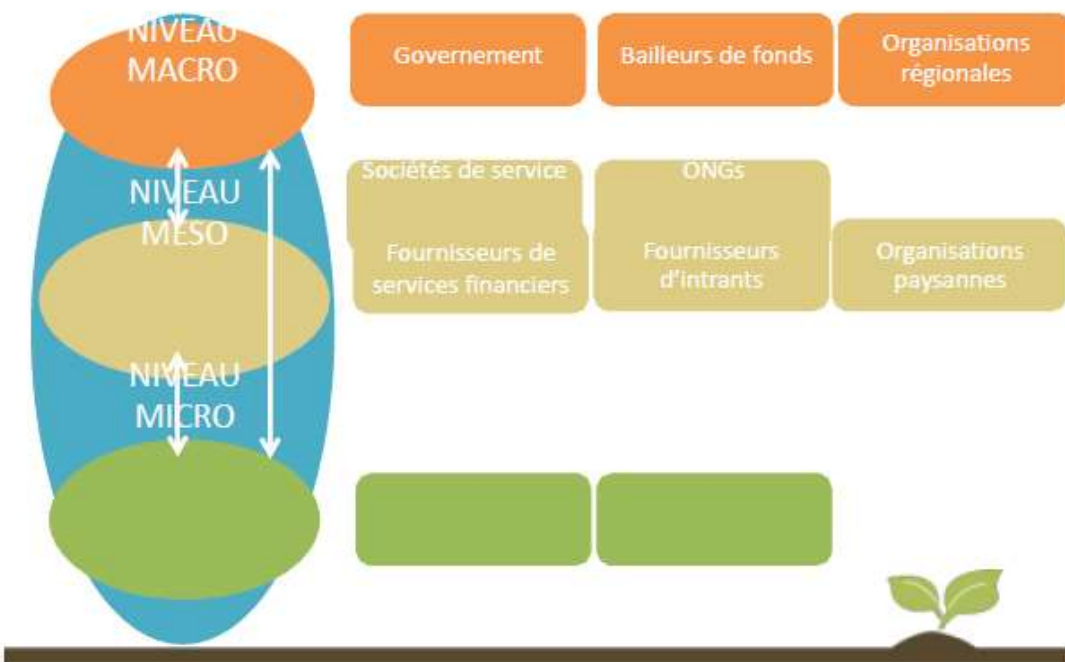 NIVEAU
MACRO
Governement
Bailleurs de fonds
Organisations
régionales
NIVEAU
MESO
Sociétés de service
ONGs
Fournisseurs de
services financiers
Fournisseurs
d'intrants
Organisations
paysannes
NIVEAU
MICRO